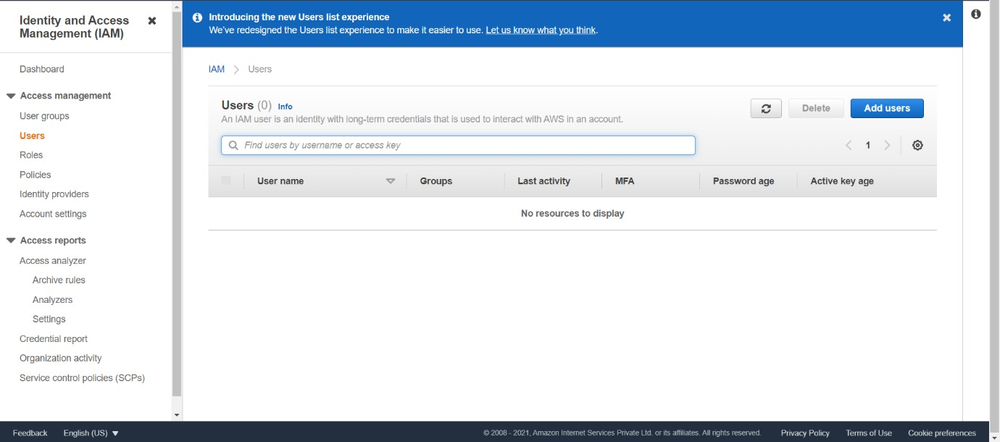 Identity and Access
Management (IAM)
Dashboard
Access management
User groups
Users
Roles
Policies
Identity providers
Account settings
Access reports
Access analyzer
Archive rules
Analyzers
Settings
Credential report
Organization activity
Service control policies (SCPs)
Introducing the new Users list experience
We've redesigned the Users list experience to make it easier to use. Let us know what you think.
IAM > Users
Users (0) Info
An IAM user is an identity with long-term credentials that is used to interact with AWS in an account.
Delete
Add users
Find users by username or access key
1
User name Groups Last activity MFA Password age Active key age
No resources to display
Feedback English (US) © 2008 - 2021, Amazon Internet Services Private Ltd. or its affiliates. All rights reserved. Privacy Policy Terms of Use Cookie preferences